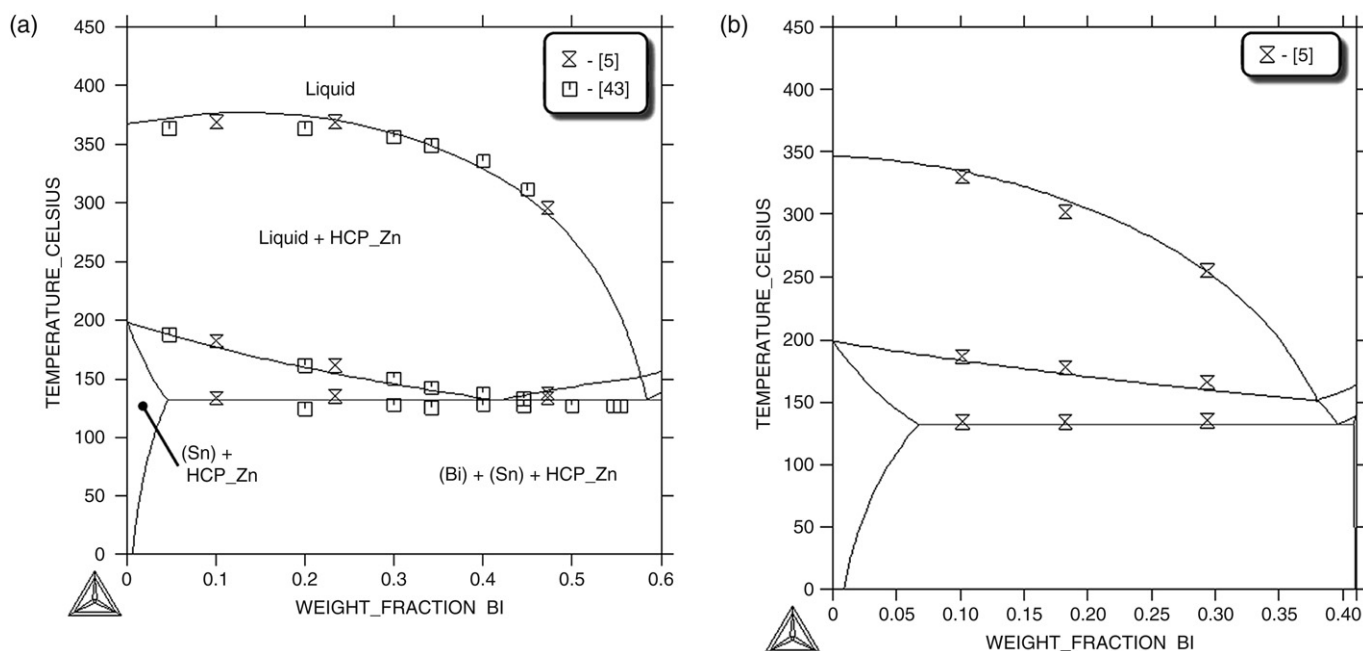 (a)
450
400
350
300
250
200
150
100
50
0
TEMPERATURE_CELSIUS
- [5]
- [43]
Liquid
Liquid + HCP_Zn
(Sn) +
HCP_Zn
(Bi) + (Sn) + HCP_Zn
0 0.1 0.2 0.3 0.4 0.5 0.6
WEIGHT_FRACTION BI
(b)
450
400
350
300
250
200
150
100
50
0
TEMPERATURE_CELSIUS
- [5]
0 0.05 0.10 0.15 0.20 0.25 0.30 0.35 0.40
WEIGHT_FRACTION BI